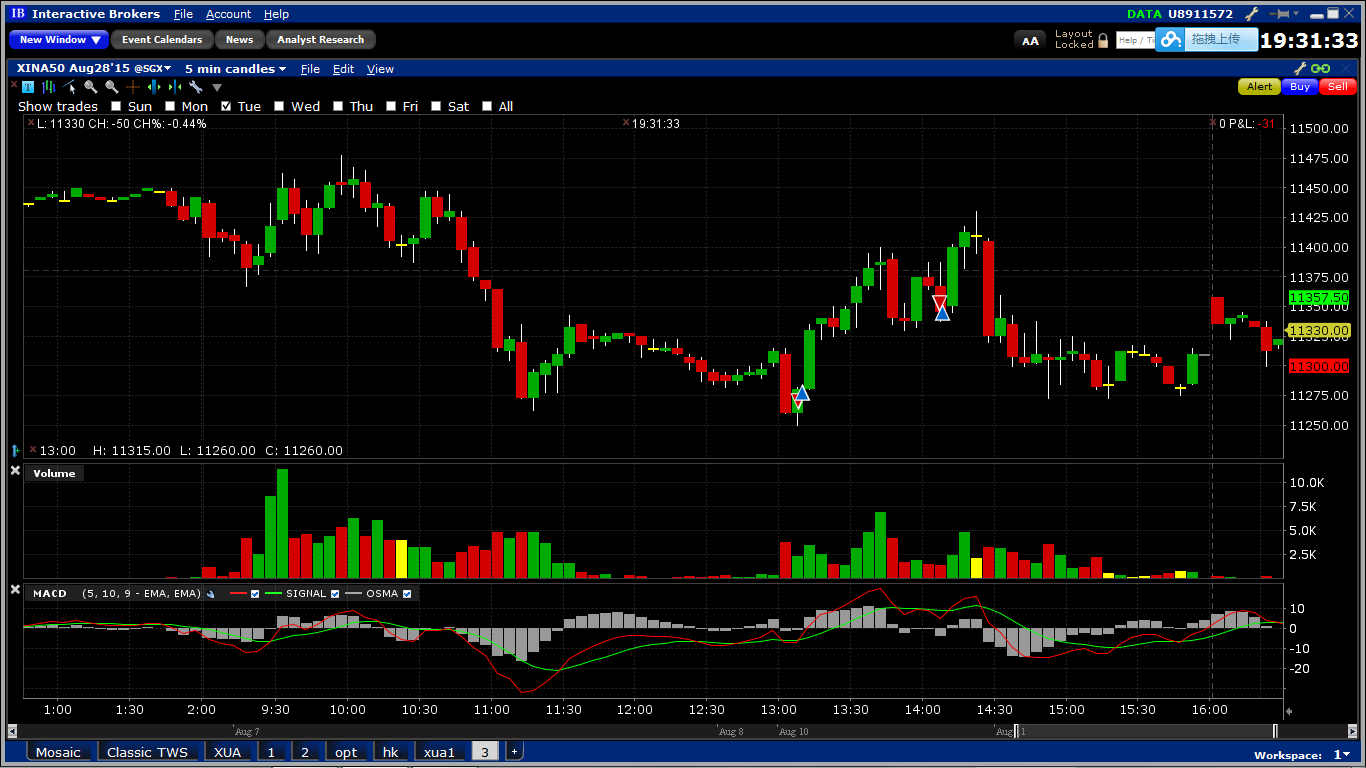 IB Interactive Brokers File Account Help DATA U8911572
New Window ▼ Event Calendars News Analyst Research AA Layout Locked Help / 拖拽上传 19:31:33
XINA50 Aug28'15 @SGX 5 min candles File Edit View
Alert Buy Sell
Show trades Sun Mon Tue Wed Thu Fri Sat All
L: 11330 CH: -50 CH%: -0.44% 19:31:33 0 P&L: -31
11500.00
11475.00
11450.00
11425.00
11400.00
11375.00
11357.50
11350.00
11330.00
11325.00
11300.00
11275.00
11250.00
13:00 H: 11315.00 L: 11260.00 C: 11260.00
Volume
10.0K
7.5K
5.0K
2.5K
MACD (5, 10, 9 - EMA, EMA) SIGNAL OSMA
10
0
-10
-20
1:00 1:30 2:00 9:30 10:00 10:30 11:00 11:30 12:00 12:30 13:00 13:30 14:00 14:30 15:00 15:30 16:00
Aug 7 Aug 8 Aug 10
Mosaic Classic TWS XUA 1 2 opt hk xua1 3 +
Workspace: 1